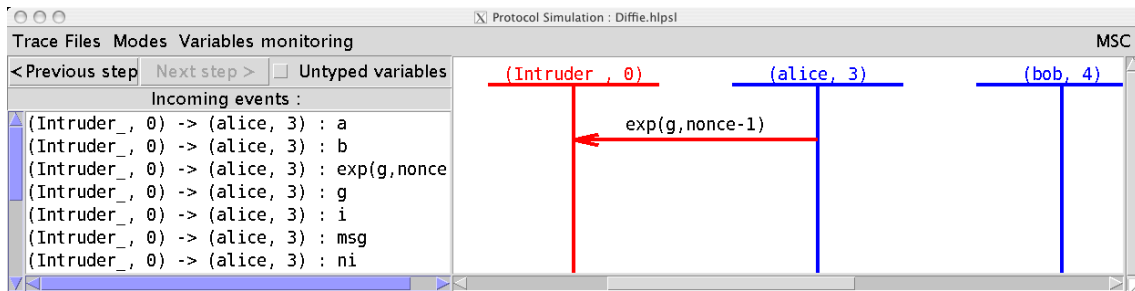 Protocol Simulation : Diffie.hlpsl
Trace Files Modes Variables monitoring MSC
<Previous step Next step > Untyped variables
Incoming events :
(Intruder_, 0) -> (alice, 3) : a
(Intruder_, 0) -> (alice, 3) : b
(Intruder_, 0) -> (alice, 3) : exp(g,nonce
(Intruder_, 0) -> (alice, 3) : g
(Intruder_, 0) -> (alice, 3) : i
(Intruder_, 0) -> (alice, 3) : msg
(Intruder_, 0) -> (alice, 3) : ni
(Intruder_, 0) (alice, 3) (bob, 4)
exp(g,nonce-1)